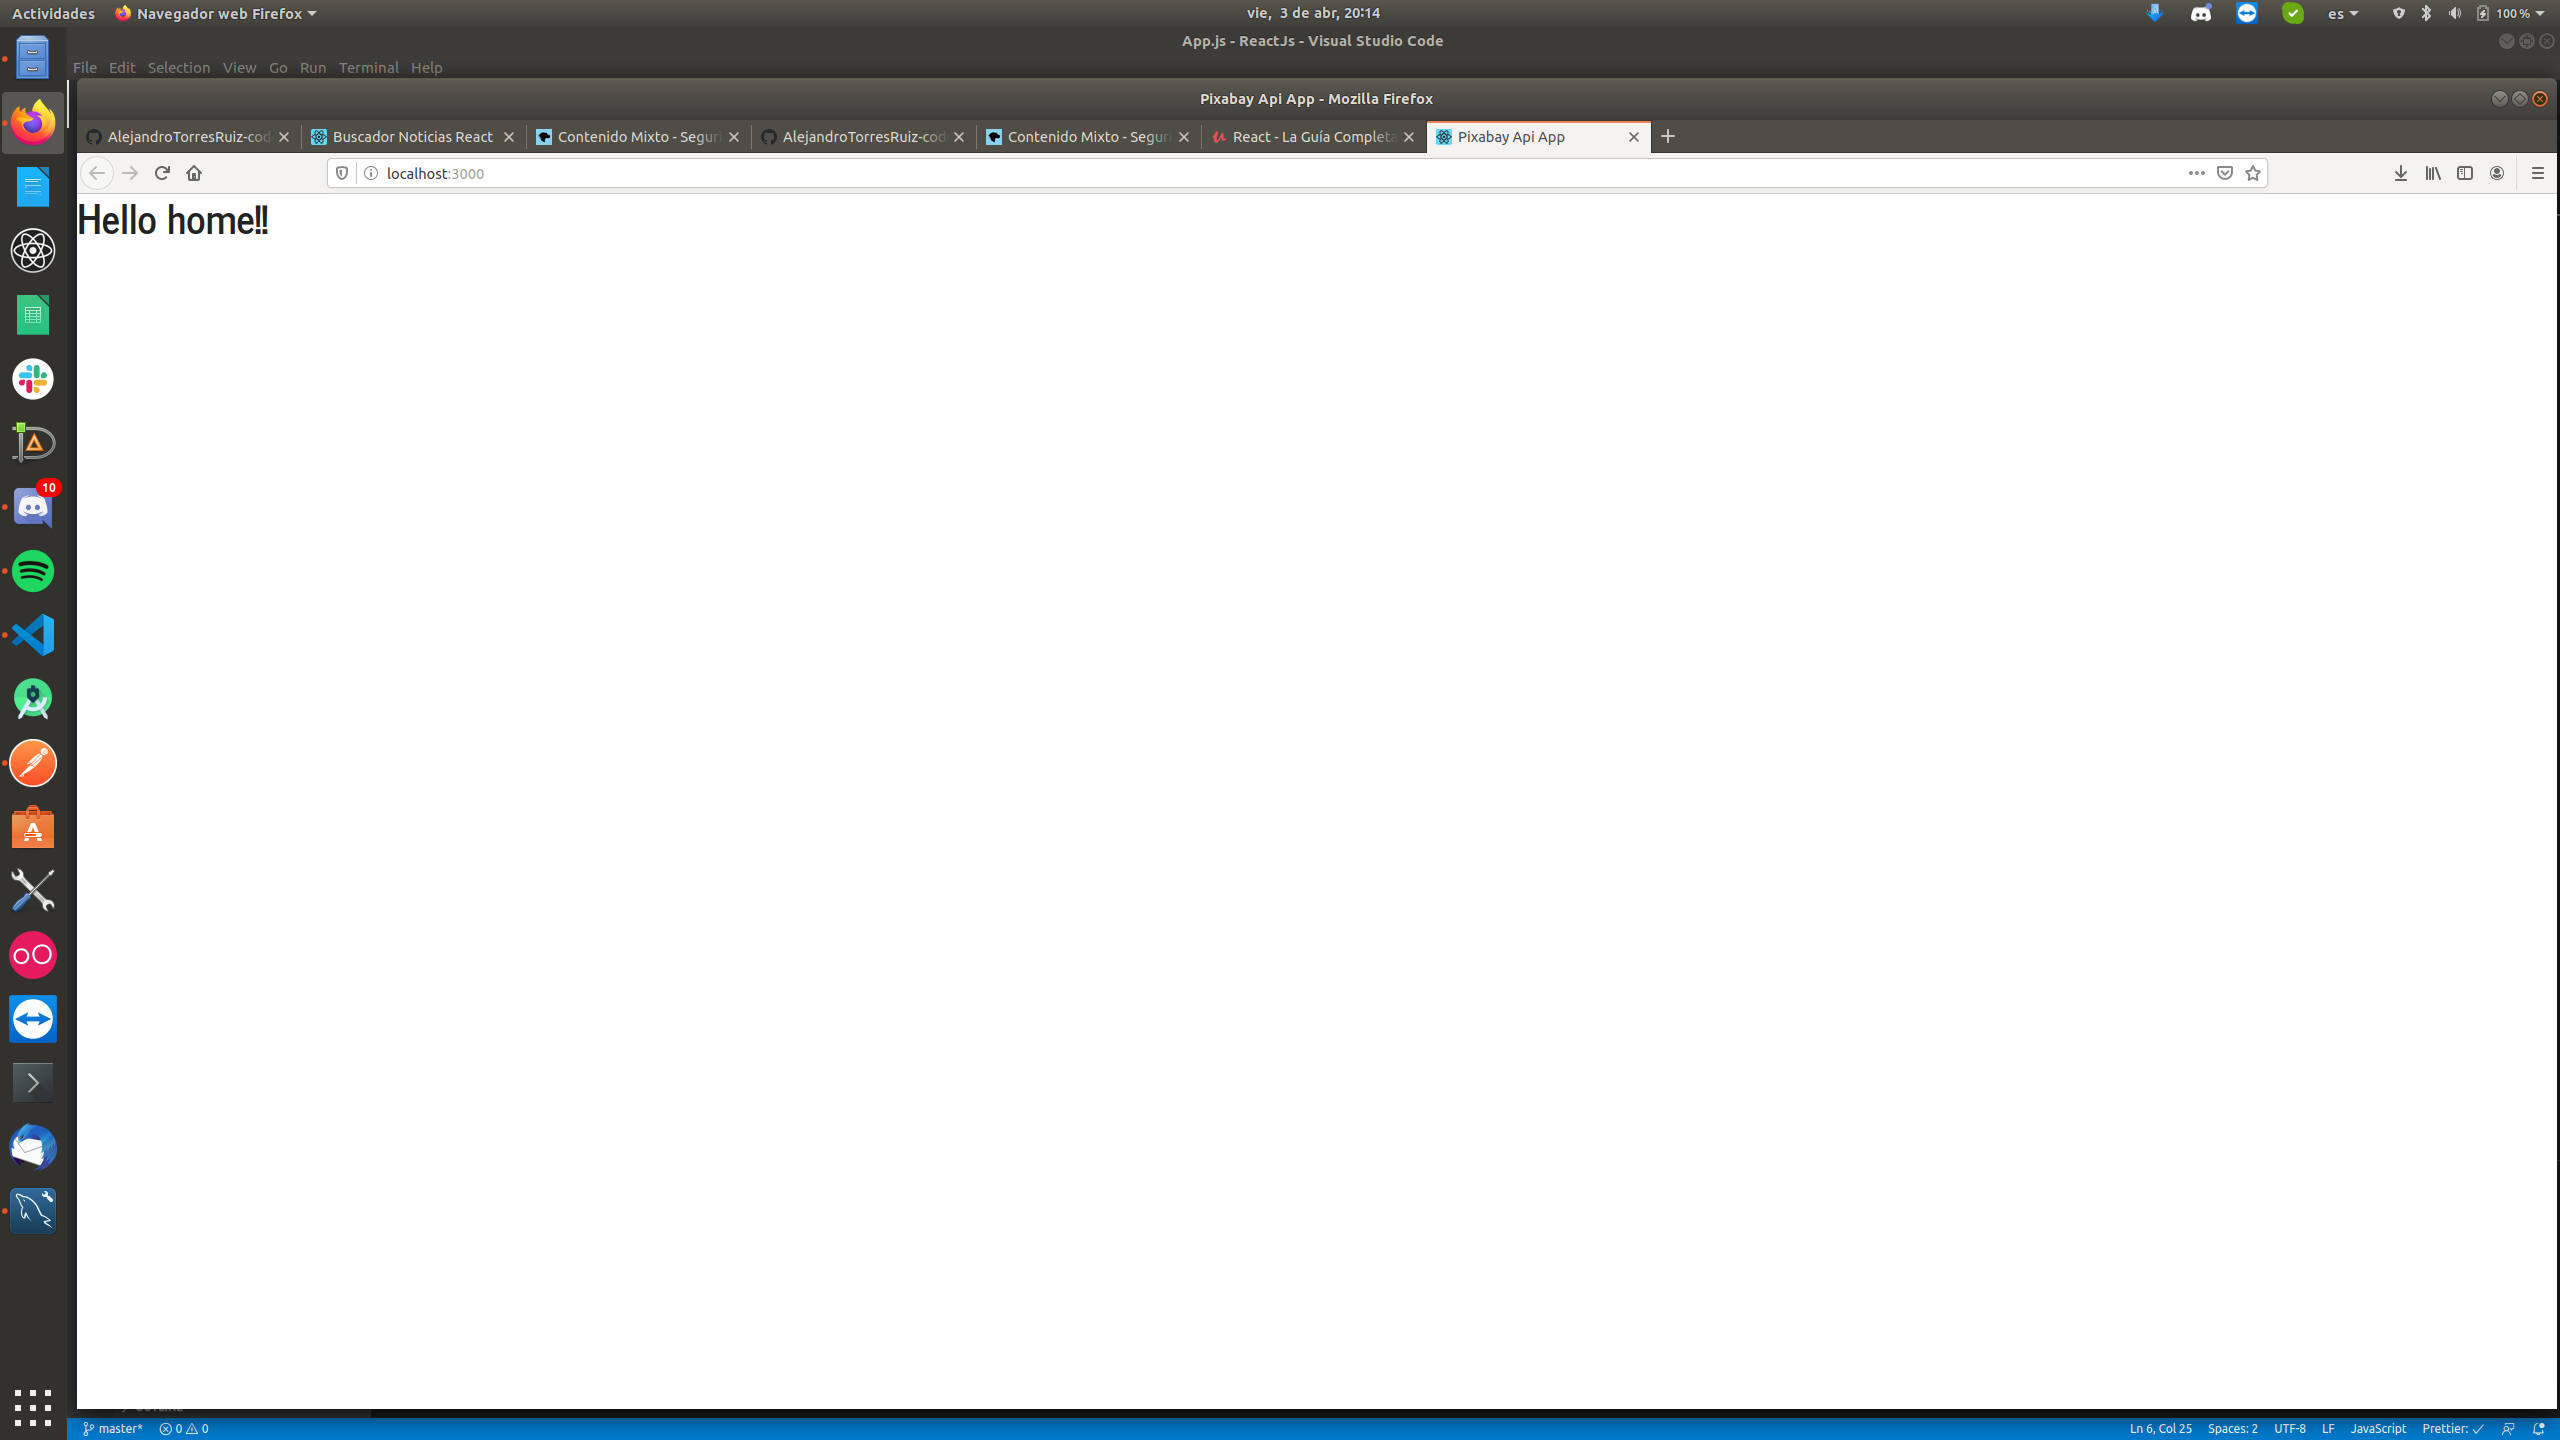 Actividades Navegador web Firefox vie, 3 de abr, 20:14 es 100 %
App.js - ReactJs - Visual Studio Code
File Edit Selection View Go Run Terminal Help
Pixabay Api App - Mozilla Firefox
AlejandroTorresRuiz-cod Buscador Noticias React Contenido Mixto - Seguri AlejandroTorresRuiz-cod Contenido Mixto - Seguri React - La Guía Completa Pixabay Api App
localhost:3000
Hello home!!
10
master* 0 0 Ln 6, Col 25 Spaces: 2 UTF-8 LF JavaScript Prettier: ✓